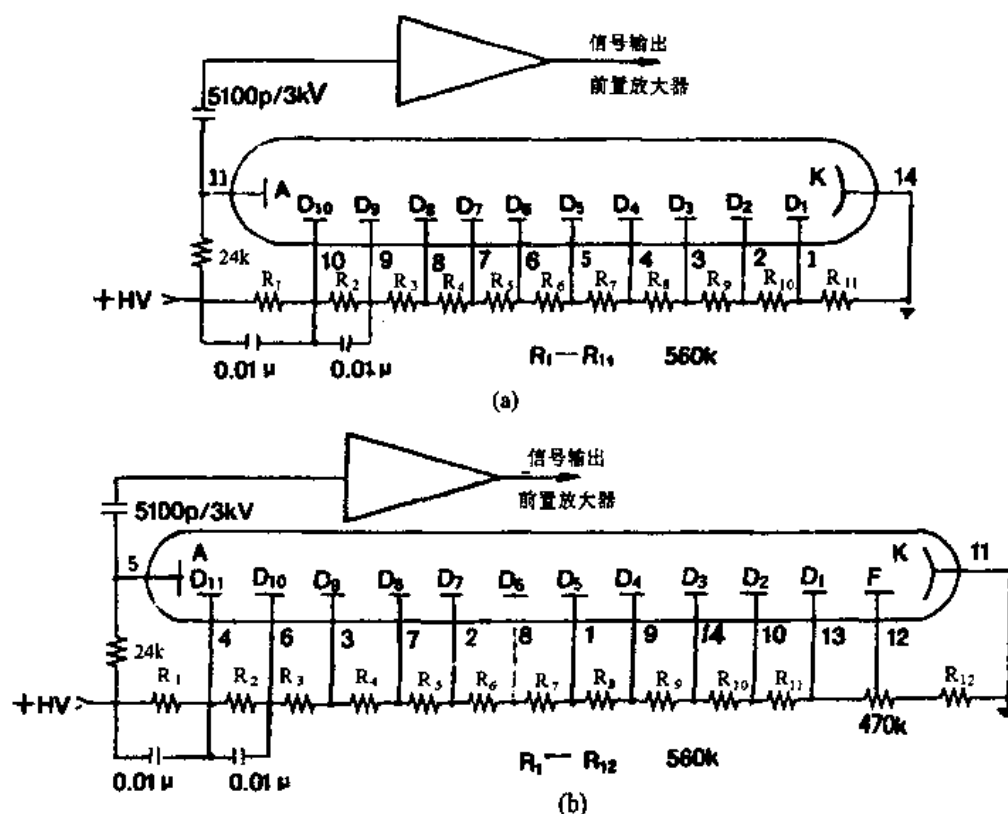 信号输出
5100p/3kV
前置放大器
11 A D10 D9 D8 D7 D6 D5 D4 D3 D2 D1 K 14
24k
10 9 8 7 6 5 4 3 2 1
+HV R1 R2 R3 R4 R5 R6 R7 R8 R9 R10 R11
0.01μ 0.01μ
R1—R11 560k
(a)
信号输出
5100p/3kV
前置放大器
5 A D11 D10 D9 D8 D7 D6 D5 D4 D3 D2 D1 F K 11
4 6 3 7 2 8 1 9 14 10 13 12
24k
+HV R1 R2 R3 R4 R5 R6 R7 R8 R9 R10 R11 R12
470k
0.01μ 0.01μ
R1— R12 560k
(b)